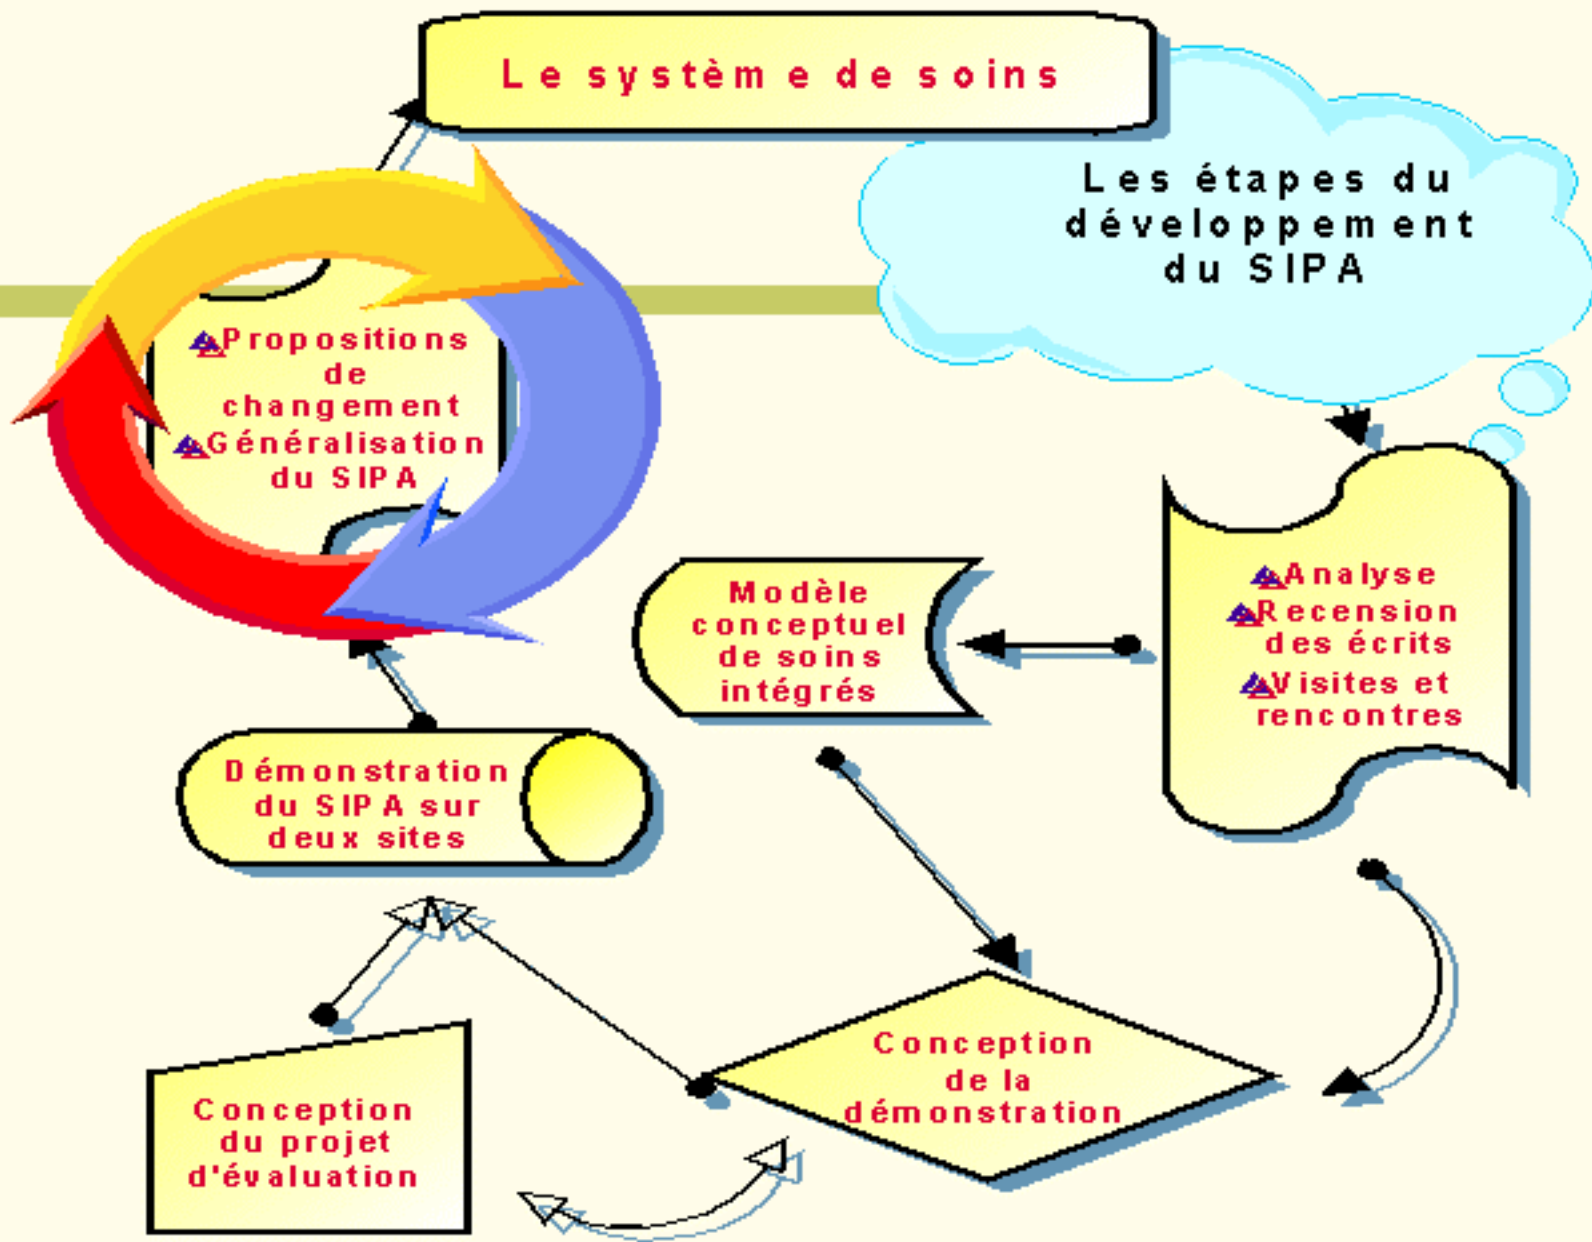 Le système de soins
Les étapes du
développement
du SIPA
Propositions
de
changement
Généralisation
du SIPA
Analyse
Recension
des écrits
Visites et
rencontres
Modèle
conceptuel
de soins
intégrés
Démonstration
du SIPA sur
deux sites
Conception
de la
démonstration
Conception
du projet
d'évaluation